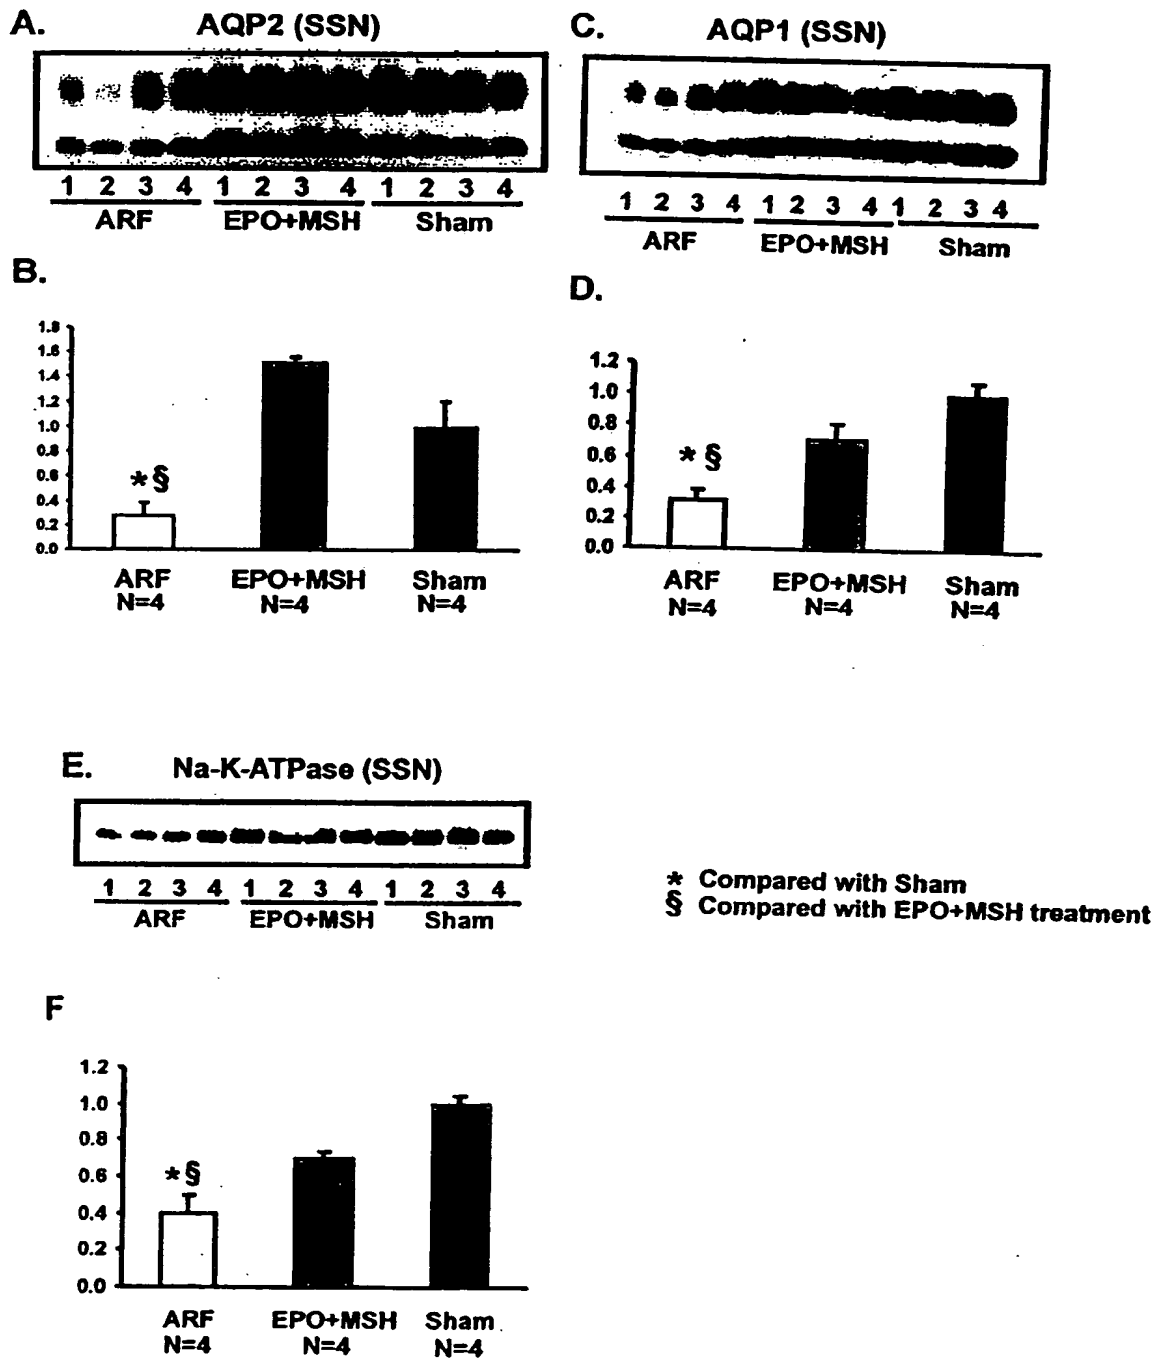 A.
AQP2 (SSN)
1 2 3 4 1 2 3 4 1 2 3 4
ARF EPO+MSH Sham
C.
AQP1 (SSN)
1 2 3 4 1 2 3 4 1 2 3 4
ARF EPO+MSH Sham
B.
1.8
1.6
1.4
1.2
1.0
0.8
0.6
0.4
0.2
0.0
*§
ARF EPO+MSH Sham
N=4 N=4 N=4
D.
1.2
1.0
0.8
0.6
0.4
0.2
0.0
*§
ARF EPO+MSH Sham
N=4 N=4 N=4
E.
Na-K-ATPase (SSN)
1 2 3 4 1 2 3 4 1 2 3 4
ARF EPO+MSH Sham
* Compared with Sham
§ Compared with EPO+MSH treatment
F
1.2
1.0
0.8
0.6
0.4
0.2
0.0
*§
ARF EPO+MSH Sham
N=4 N=4 N=4